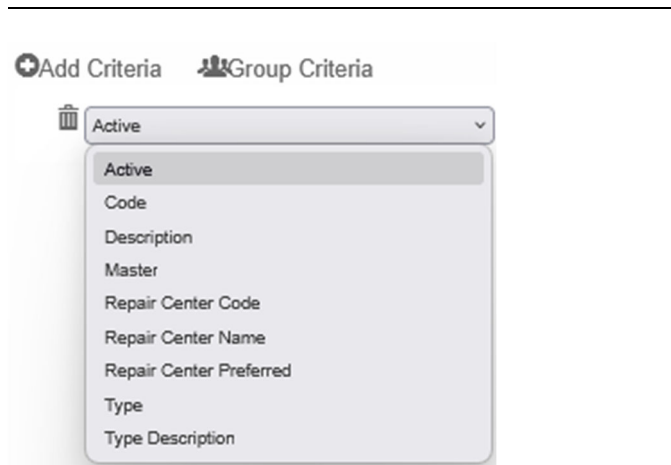 Add Criteria Group Criteria
Active
Active
Code
Description
Master
Repair Center Code
Repair Center Name
Repair Center Preferred
Type
Type Description